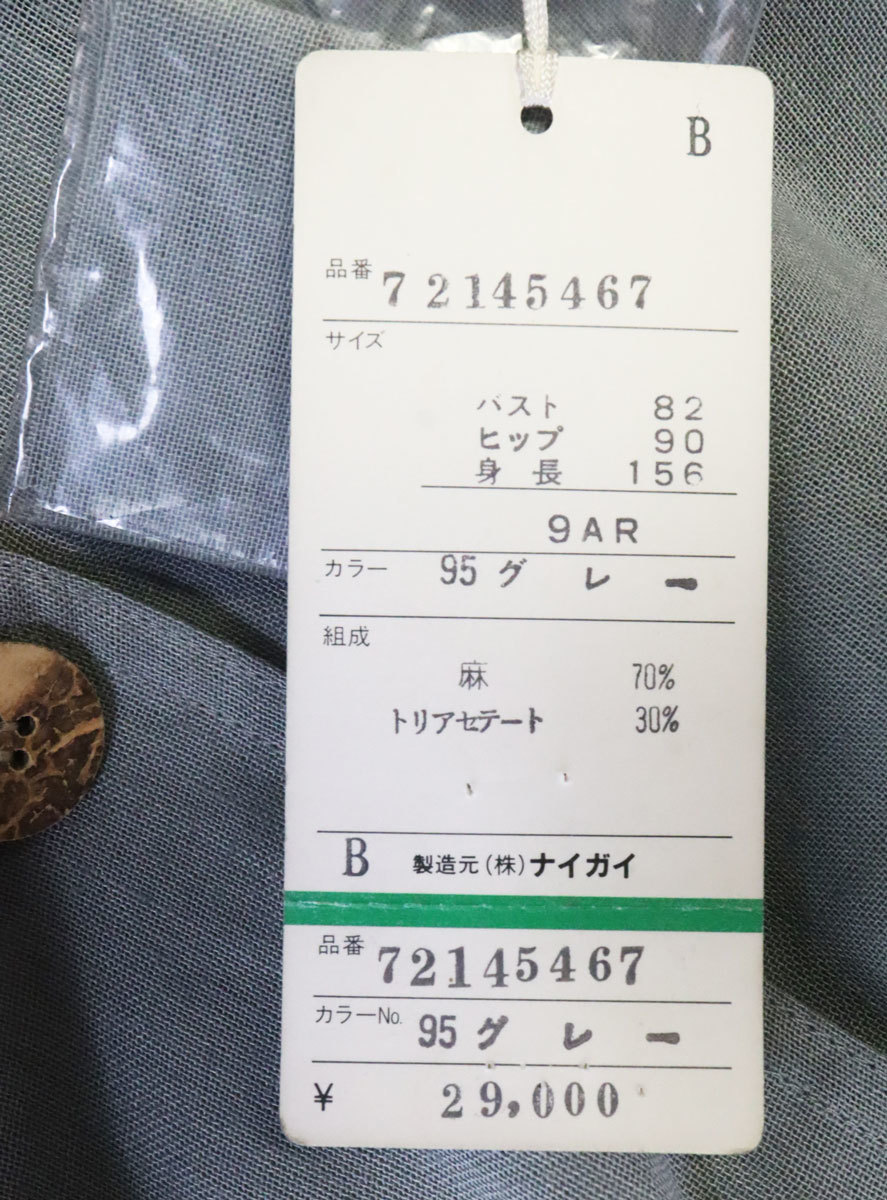 B
品番 72145467
サイズ
バスト 82
ヒップ 90
身長 156
9AR
カラー 95 グレー
組成
麻 70%
トリアセテート 30%
B 製造元(株)ナイガイ
品番 72145467
カラーNo. 95 グレー
¥ 29,000